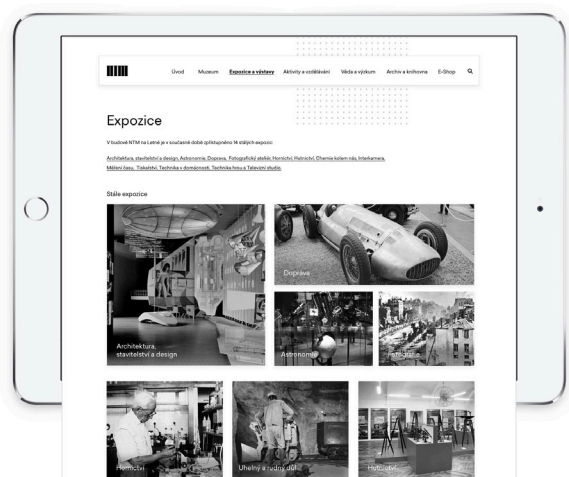 Úvod Muzeum Expozice a výstavy Aktivity a vzdělávání Věda a výzkum Archiv a knihovna E-Shop
Expozice
V budově NTM na Letné je v současné době zpřístupněno 14 stálých expozic:
Architektura, stavitelství a design, Astronomie, Doprava, Fotografický ateliér, Hornictví, Hutnictví, Chemie kolem nás, Interkamera,
Měření času, Tiskařství, Technika v domácnosti, Technika hrou a Televizní studio.
Stále expozice
Doprava
Architektura,
stavitelství a design
Astronomie
Hornictví
Uhelný a rudný důl
Hutnictví